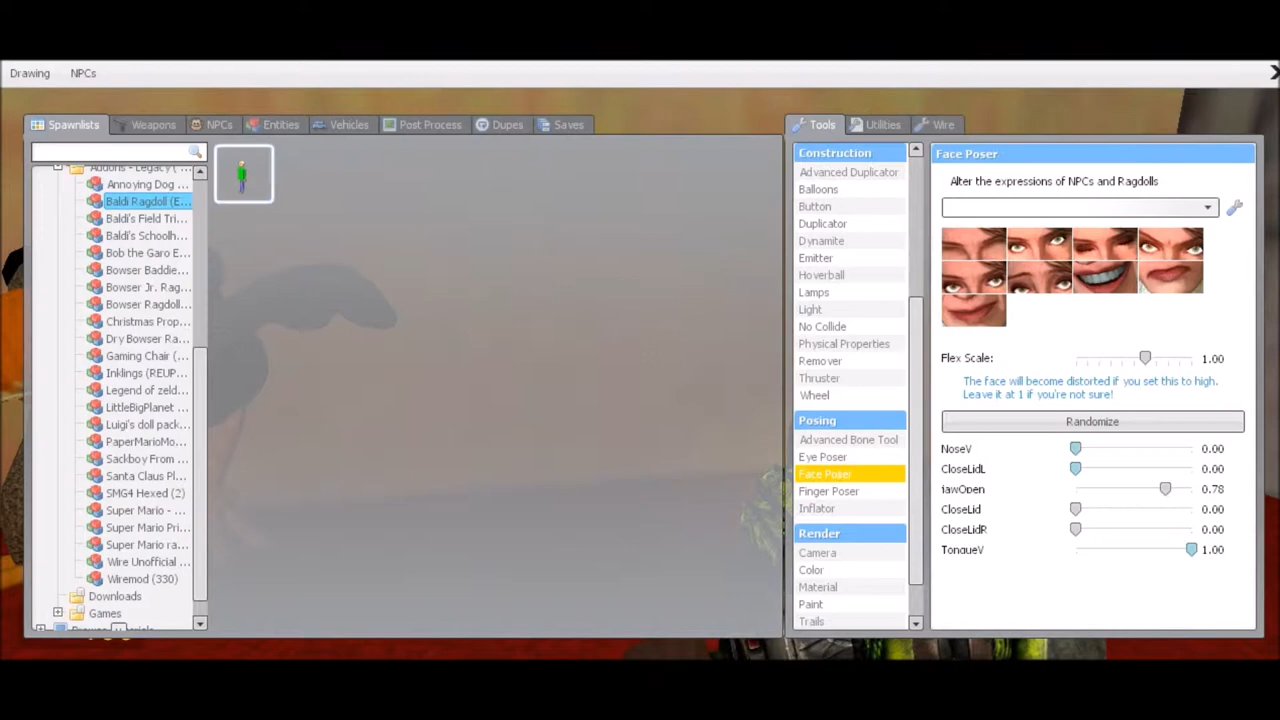 Drawing NPCs
Spawnlists Weapons NPCs Entities Vehicles Post Process Dupes Saves
Addons - Legacy (
Annoying Dog ...
Baldi Ragdoll (E...
Baldi's Field Tri...
Baldi's Schoolh...
Bob the Garo E...
Bowser Baddie...
Bowser Jr. Rag...
Bowser Ragdoll...
Christmas Prop...
Dry Bowser Ra...
Gaming Chair (...
Inklings (REUP...
Legend of zeld...
LittleBigPlanet ...
Luigi's doll pack...
PaperMarioMo...
Sackboy From ...
Santa Claus Pl...
SMG4 Hexed (2)
Super Mario - ...
Super Mario Pri...
Super Mario ra...
Wire Unofficial ...
Wiremod (330)
Downloads
Games
Tools Utilities Wire
Construction
Advanced Duplicator
Balloons
Button
Duplicator
Dynamite
Emitter
Hoverball
Lamps
Light
No Collide
Physical Properties
Remover
Thruster
Wheel
Posing
Advanced Bone Tool
Eye Poser
Face Poser
Finger Poser
Inflator
Render
Camera
Color
Material
Paint
Trails
Face Poser
Alter the expressions of NPCs and Ragdolls
Flex Scale: 1.00
The face will become distorted if you set this to high.
Leave it at 1 if you're not sure!
Randomize
NoseV 0.00
CloseLidL 0.00
jawOpen 0.78
CloseLid 0.00
CloseLidR 0.00
TongueV 1.00